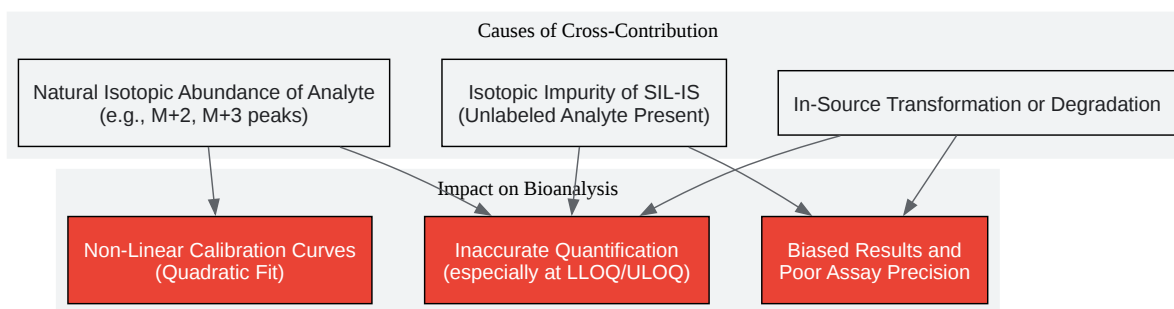 Causes of Cross-Contribution
Natural Isotopic Abundance of Analyte
(e.g., M+2, M+3 peaks)
Isotopic Impurity of SIL-IS
(Unlabeled Analyte Present)
In-Source Transformation or Degradation
Impact on Bioanalysis
Non-Linear Calibration Curves
(Quadratic Fit)
Inaccurate Quantification
(especially at LLOQ/ULOQ)
Biased Results and
Poor Assay Precision